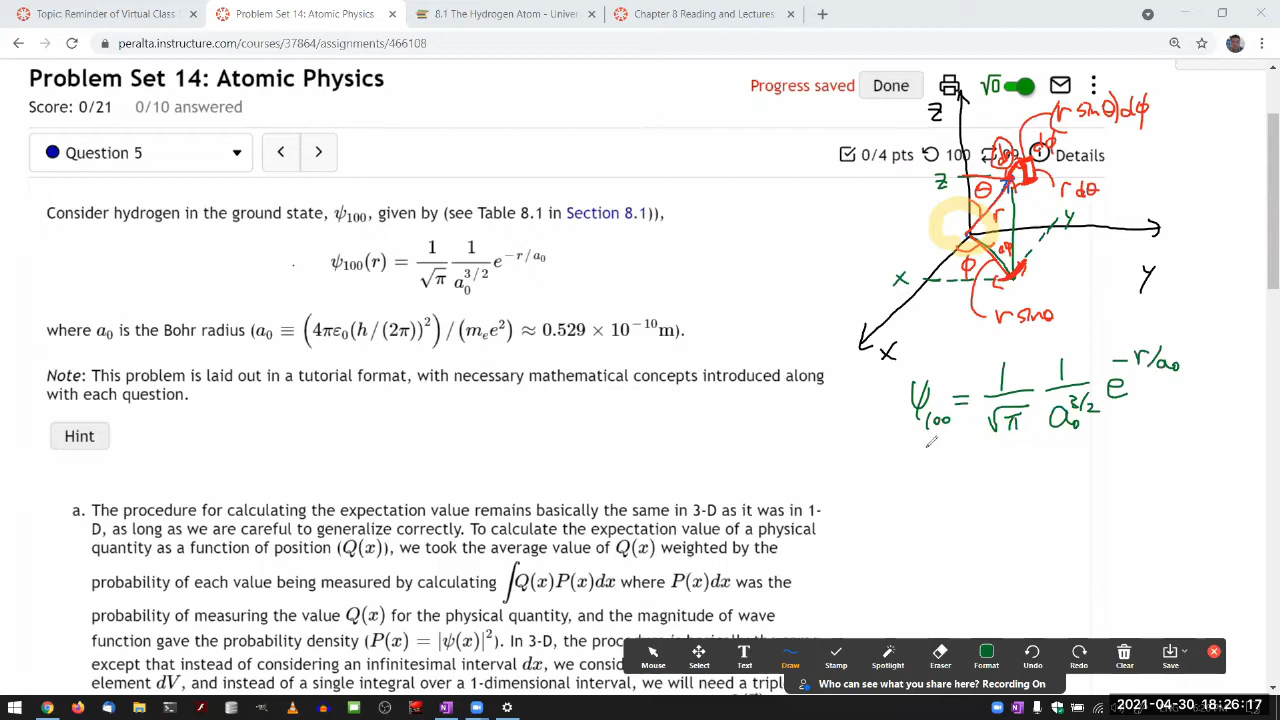 Topic Reminder of Virtual Class D
Problem Set 14: Atomic Physics
8.1 The Hydrogen Atom - Univer
Chapter 8 Reading and Lectures
peralta.instructure.com/courses/37864/assignments/466108
Problem Set 14: Atomic Physics
Score: 0/21 0/10 answered
Progress saved Done √0
Question 5
0/4 pts 100 99 Details
Consider hydrogen in the ground state, ψ100, given by (see Table 8.1 in Section 8.1)),
ψ100(r) = 1/√π 1/a0^3/2 e^−r/a0
where a0 is the Bohr radius (a0 ≡ (4πε0(h/(2π))^2)/(mee^2) ≈ 0.529 × 10^−10m).
Note: This problem is laid out in a tutorial format, with necessary mathematical concepts introduced along
with each question.
Hint
a. The procedure for calculating the expectation value remains basically the same in 3-D as it was in 1-
D, as long as we are careful to generalize correctly. To calculate the expectation value of a physical
quantity as a function of position (Q(x)), we took the average value of Q(x) weighted by the
probability of each value being measured by calculating ∫Q(x)P(x)dx where P(x)dx was the
probability of measuring the value Q(x) for the physical quantity, and the magnitude of wave
function gave the probability density (P(x) = |ψ(x)|^2). In 3-D, the
except that instead of considering an infinitesimal interval dx, we
element dV, and instead of a single integral over a 1-dimensional interval, we will need a
z
r sinθ)dϕ
dϕ
dr
z
θ
r dθ
r
y
dϕ
ϕ
x
r sinθ
y
x
ψ100 = 1/√π 1/a0^3/2 e^−r/a0
Mouse Select Text Draw Stamp Spotlight Eraser Format Undo Redo Clear Save
Who can see what you share here? Recording On
2021-04-30 18:26:17